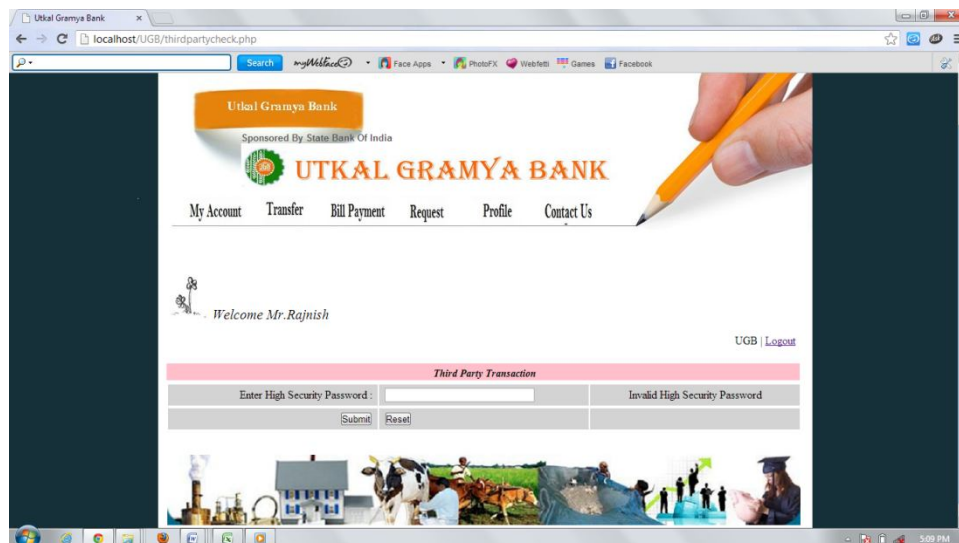 Utkal Gramya Bank
localhost/UGB/thirdpartycheck.php
Search myWebface Face Apps PhotoFX Webfetti Games Facebook
Utkal Gramya Bank
Sponsored By State Bank Of India
UTKAL GRAMYA BANK
My Account Transfer Bill Payment Request Profile Contact Us
Welcome Mr.Rajnish
UGB | Logout
Third Party Transaction
Enter High Security Password : Invalid High Security Password
Submit Reset
5:09 PM